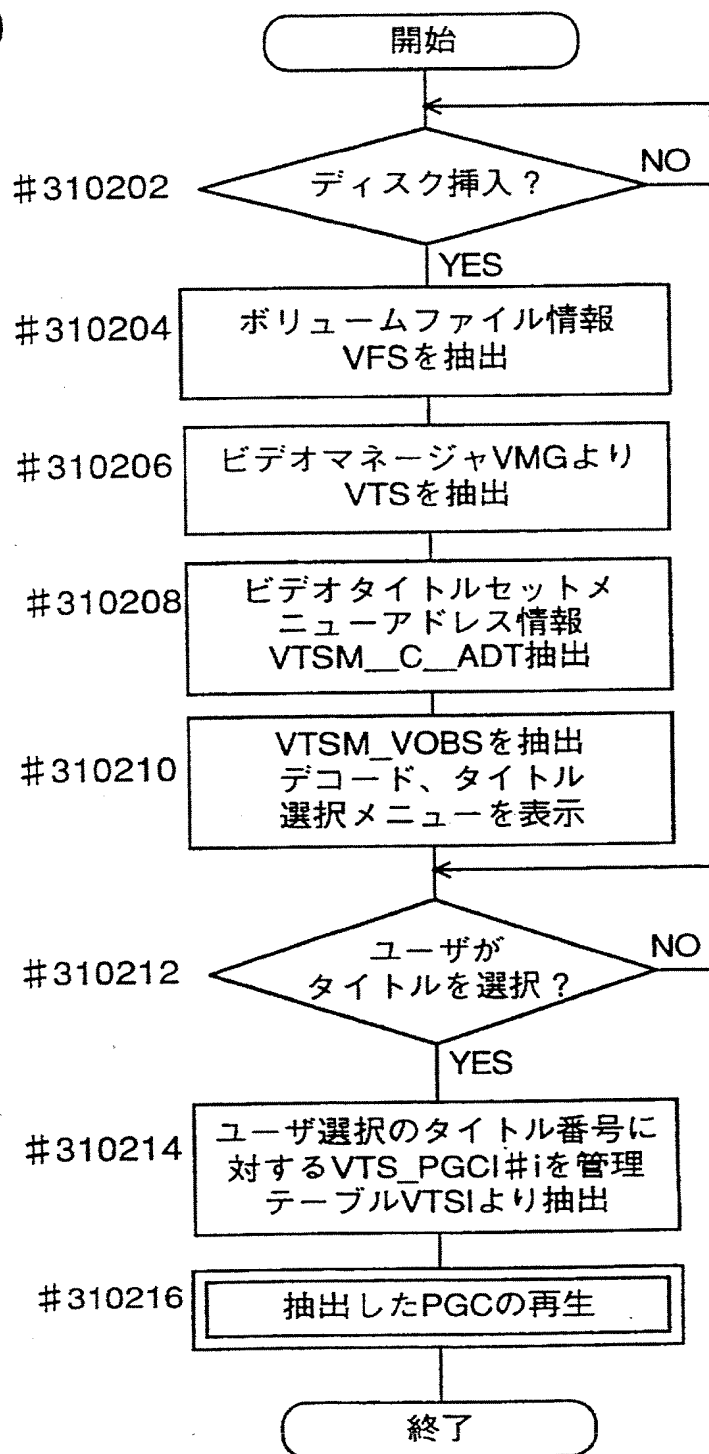 開始
#310202
ディスク挿入?
NO
YES
#310204
ボリュームファイル情報
VFSを抽出
#310206
ビデオマネージャVMGより
VTSを抽出
#310208
ビデオタイトルセットメ
ニューアドレス情報
VTSM__C__ADT抽出
#310210
VTSM_VOBSを抽出
デコード、タイトル
選択メニューを表示
#310212
ユーザが
タイトルを選択?
NO
YES
#310214
ユーザ選択のタイトル番号に
対するVTS_PGCI#iを管理
テーブルVTSIより抽出
#310216
抽出したPGCの再生
終了